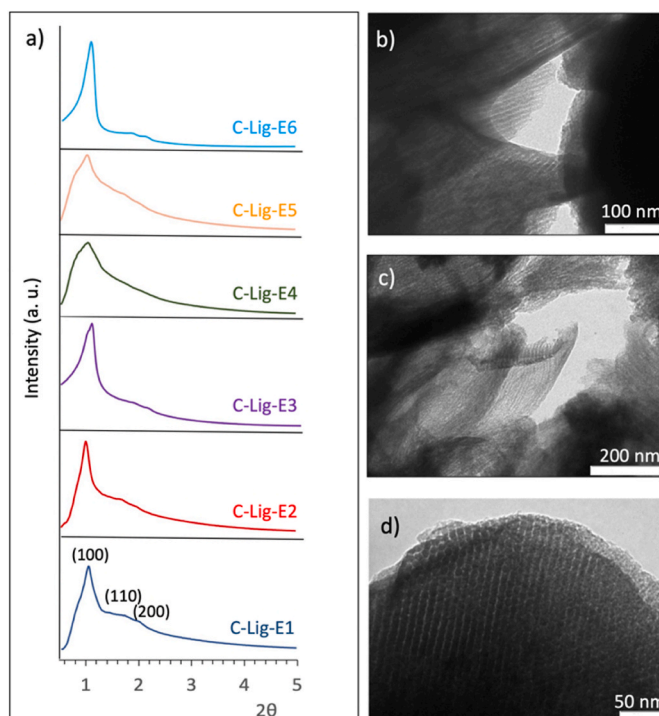 a)
C-Lig-E6
C-Lig-E5
C-Lig-E4
C-Lig-E3
C-Lig-E2
(100)
(110)
(200)
C-Lig-E1
Intensity (a. u.)
1 2 3 4 5
2θ
b)
100 nm
c)
200 nm
d)
50 nm